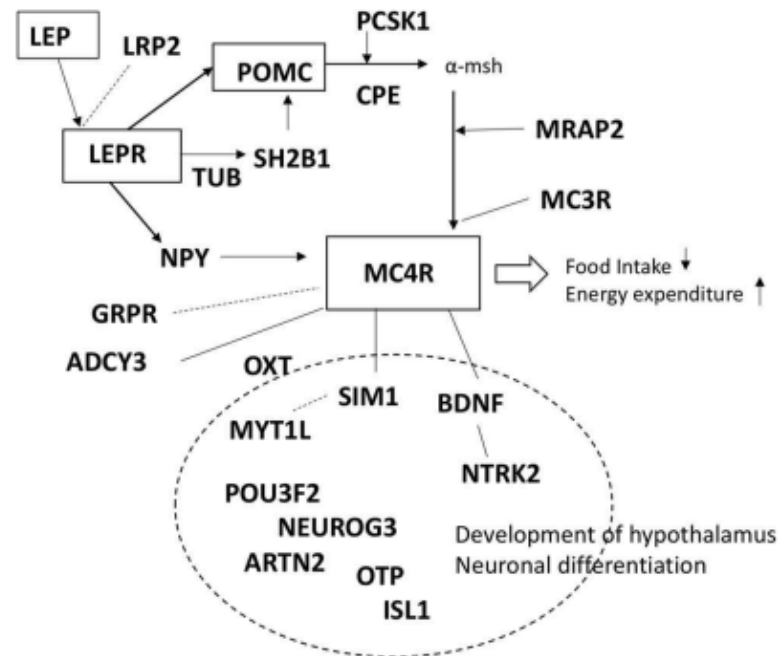 PCSK1
LEP
LRP2
POMC
α-msh
CPE
MRAP2
LEPR
SH2B1
TUB
MC3R
NPY
MC4R
Food Intake
Energy expenditure
GRPR
ADCY3
OXT
SIM1
BDNF
MYT1L
NTRK2
POU3F2
NEUROG3
Development of hypothalamus
ARTN2
Neuronal differentiation
OTP
ISL1